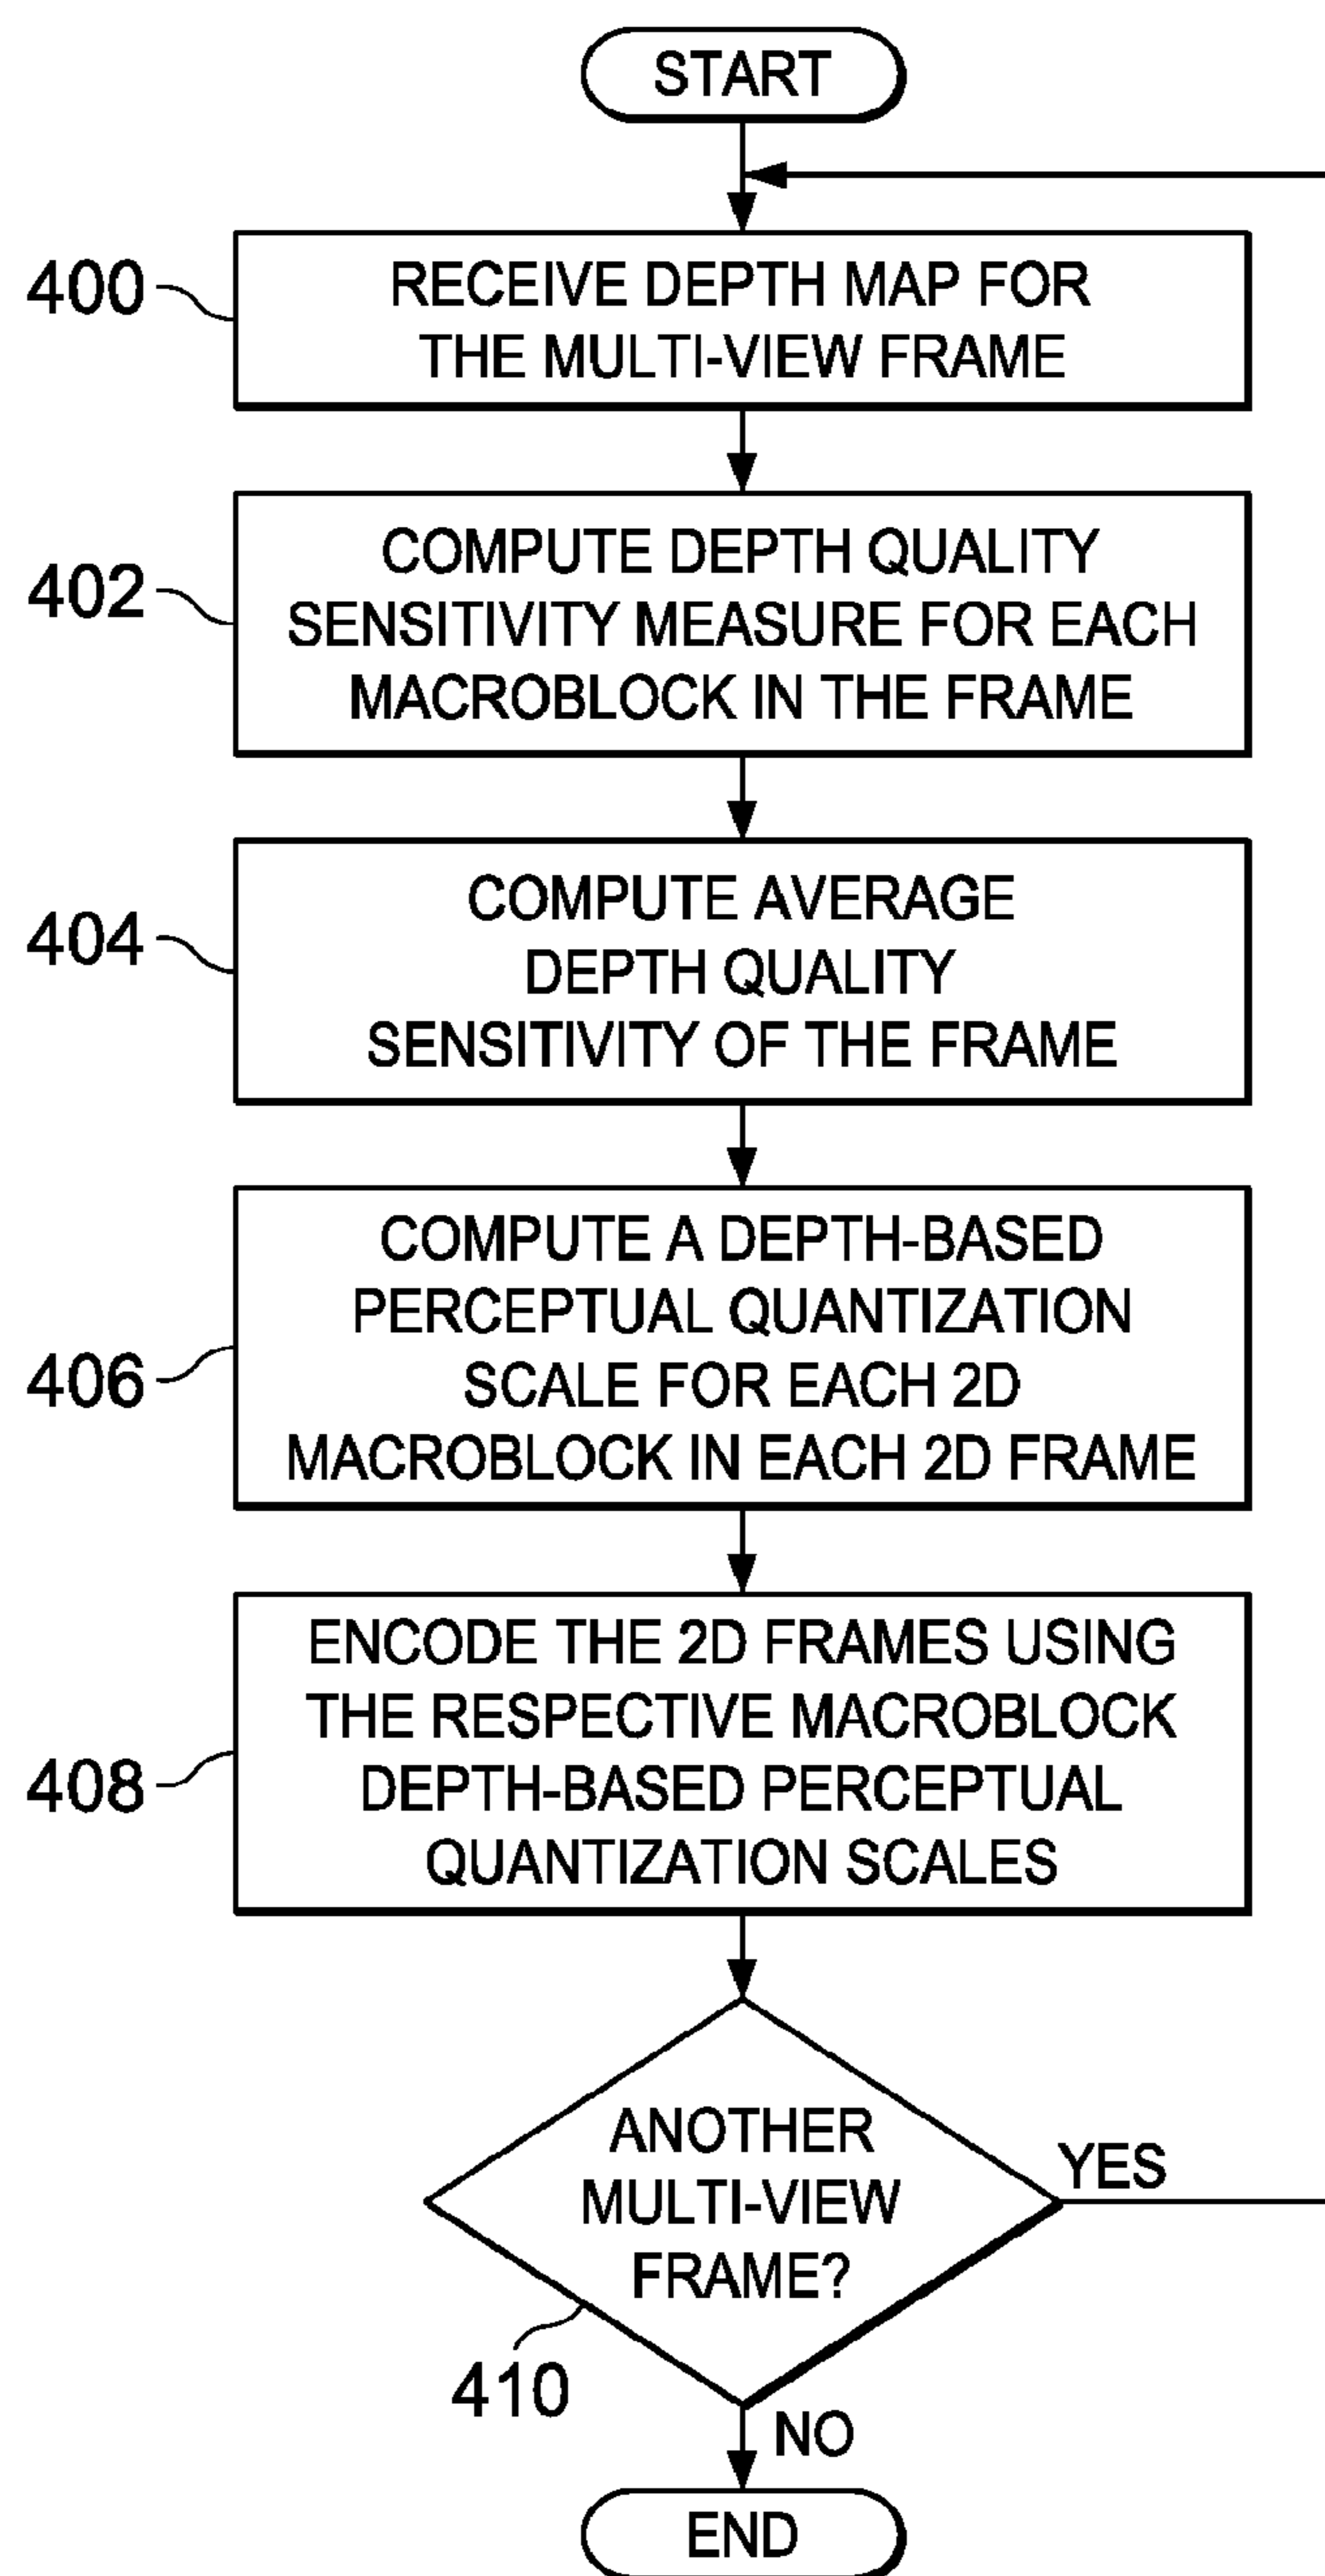 START
400
RECEIVE DEPTH MAP FOR
THE MULTI-VIEW FRAME
402
COMPUTE DEPTH QUALITY
SENSITIVITY MEASURE FOR EACH
MACROBLOCK IN THE FRAME
404
COMPUTE AVERAGE
DEPTH QUALITY
SENSITIVITY OF THE FRAME
406
COMPUTE A DEPTH-BASED
PERCEPTUAL QUANTIZATION
SCALE FOR EACH 2D
MACROBLOCK IN EACH 2D FRAME
408
ENCODE THE 2D FRAMES USING
THE RESPECTIVE MACROBLOCK
DEPTH-BASED PERCEPTUAL
QUANTIZATION SCALES
ANOTHER
MULTI-VIEW
FRAME?
YES
410
NO
END